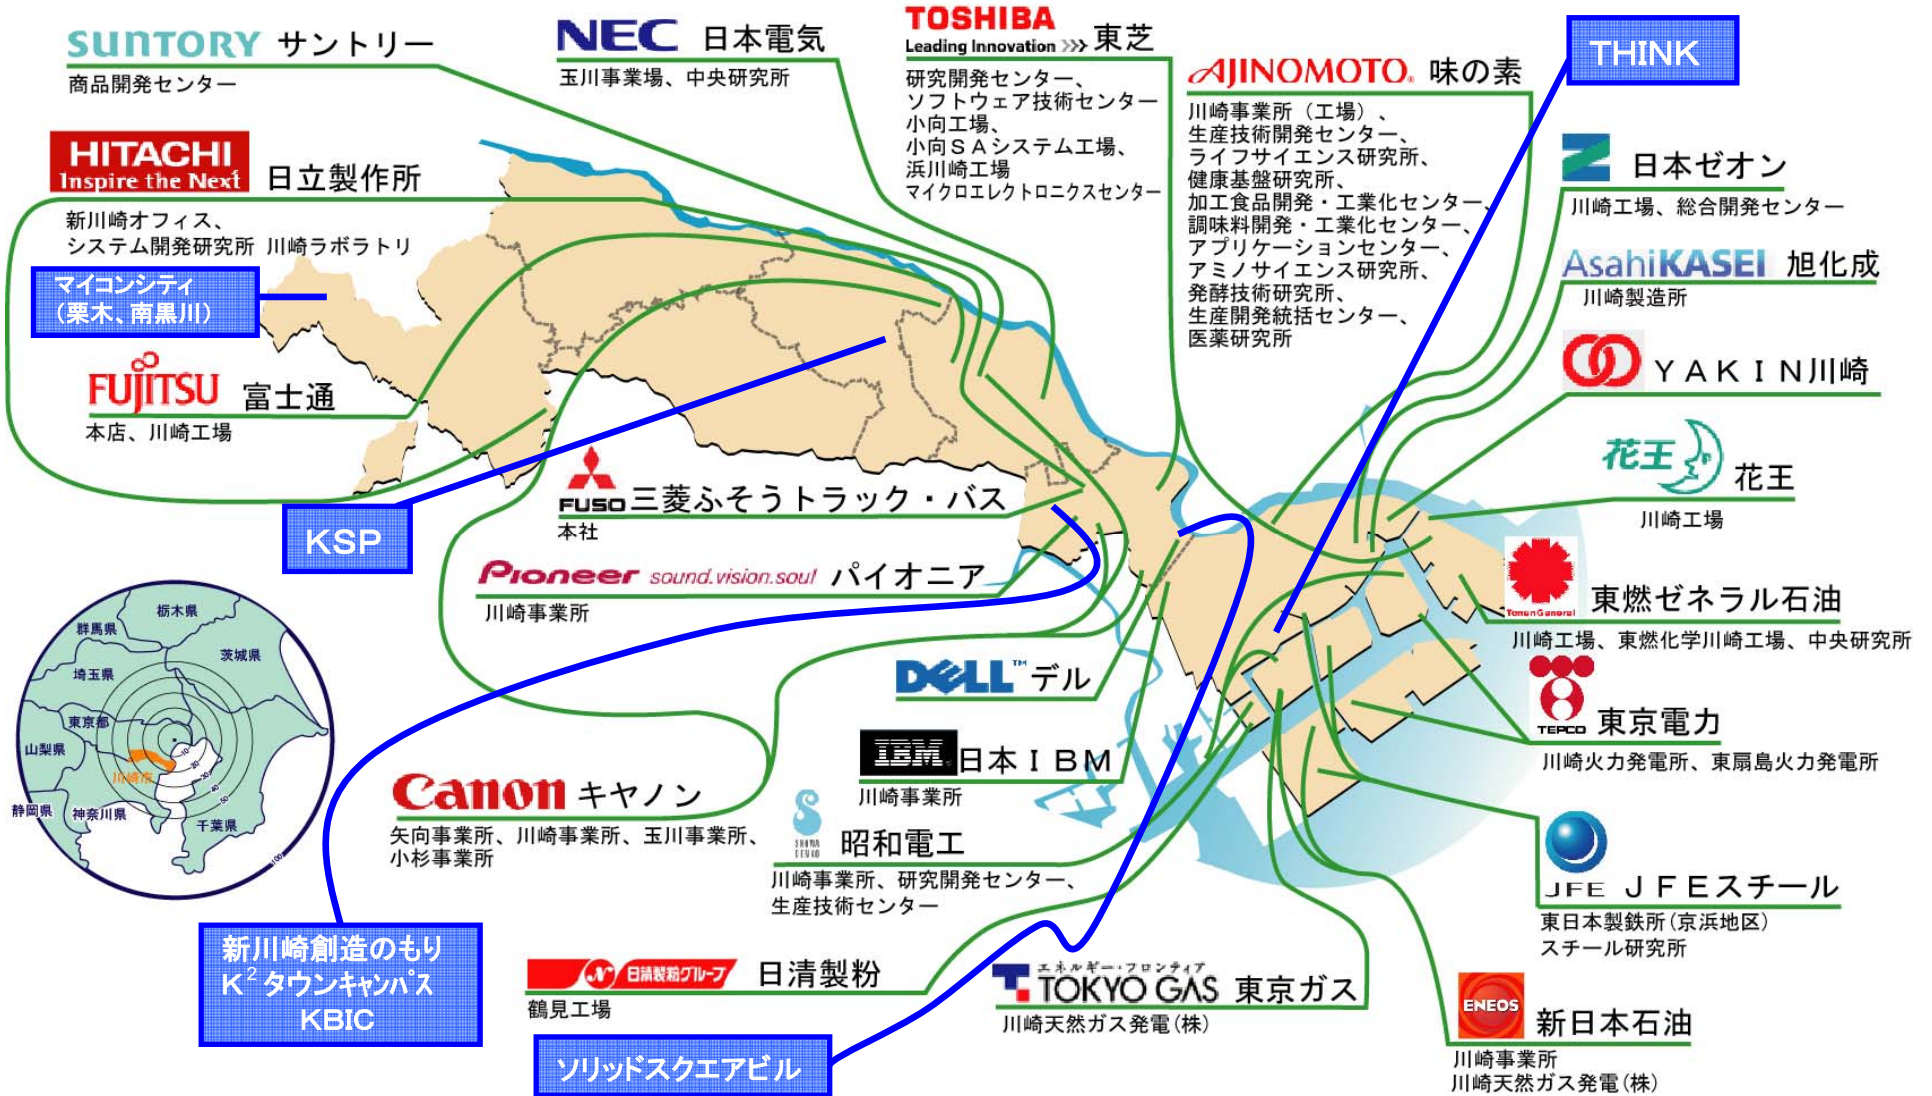 SUNTORY サントリー
商品開発センター
NEC 日本電気
玉川事業場、中央研究所
TOSHIBA
Leading Innovation >>> 東芝
研究開発センター、
ソフトウェア技術センター
小向工場、
小向ＳＡシステム工場、
浜川崎工場
マイクロエレクトロニクスセンター
AJINOMOTO® 味の素
川崎事業所（工場）、
生産技術開発センター、
ライフサイエンス研究所、
健康基盤研究所、
加工食品開発・工業化センター、
調味料開発・工業化センター、
アプリケーションセンター、
アミノサイエンス研究所、
発酵技術研究所、
生産開発統括センター、
医薬研究所
THINK
日本ゼオン
川崎工場、総合開発センター
HITACHI
Inspire the Next 日立製作所
新川崎オフィス、
システム開発研究所 川崎ラボラトリ
マイコンシティ
（栗木、南黒川）
AsahiKASEI 旭化成
川崎製造所
FUJITSU 富士通
本店、川崎工場
ＹＡＫＩＮ川崎
花王 花王
川崎工場
KSP
FUSO 三菱ふそうトラック・バス
本社
Pioneer sound.vision.soul パイオニア
川崎事業所
TonenGeneral 東燃ゼネラル石油
川崎工場、東燃化学川崎工場、中央研究所
DELL™ デル
TEPCO 東京電力
川崎火力発電所、東扇島火力発電所
IBM® 日本ＩＢＭ
川崎事業所
Canon キヤノン
矢向事業所、川崎事業所、玉川事業所、
小杉事業所
SHOWA
DENKO 昭和電工
川崎事業所、研究開発センター、
生産技術センター
JFE ＪＦＥスチール
東日本製鉄所（京浜地区）
スチール研究所
新川崎創造のもり
K² タウンキャンパス
KBIC
日清製粉グループ 日清製粉
鶴見工場
エネルギー・フロンティア
TOKYO GAS 東京ガス
川崎天然ガス発電（株）
ENEOS 新日本石油
川崎事業所
川崎天然ガス発電（株）
ソリッドスクエアビル
栃木県
群馬県
茨城県
埼玉県
東京都
山梨県
川崎市
静岡県
神奈川県
千葉県
10
20
30
40
50
100